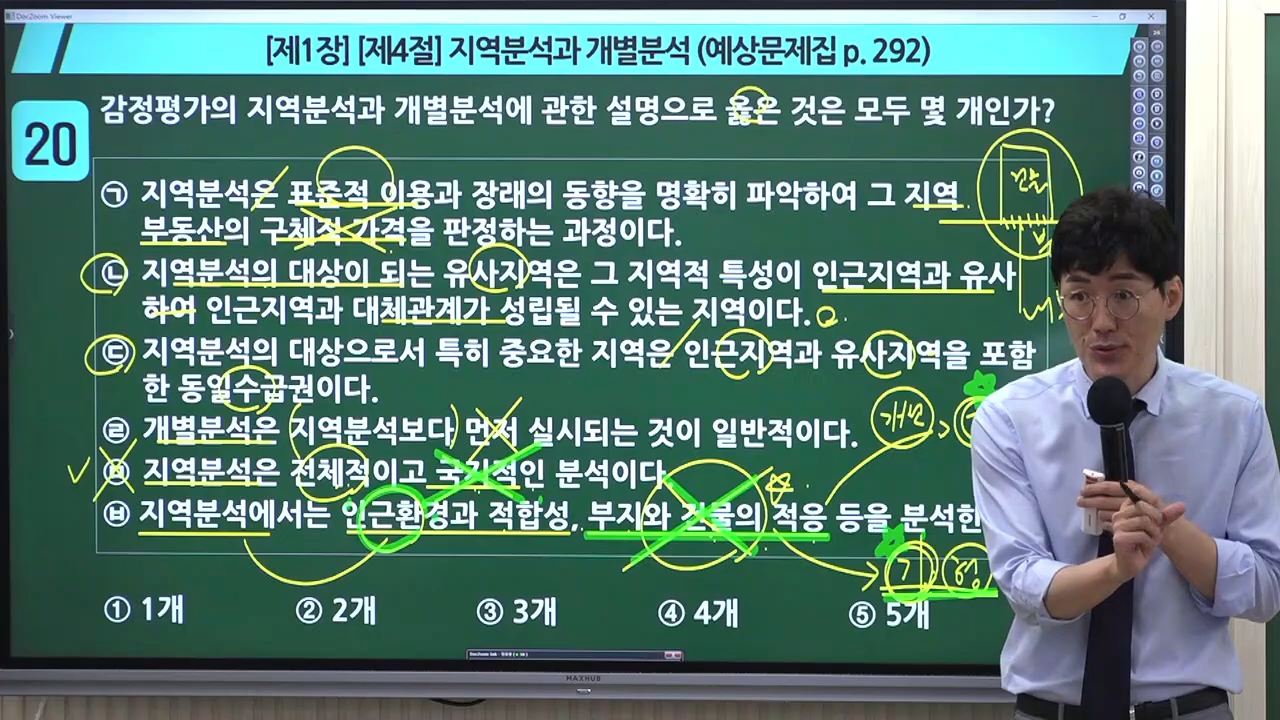 DocZoom Viewer
[제1장] [제4절] 지역분석과 개별분석 (예상문제집 p. 292)
20
감정평가의 지역분석과 개별분석에 관한 설명으로 옳은 것은 모두 몇 개인가?
㉠ 지역분석은 표준적 이용과 장래의 동향을 명확히 파악하여 그 지역
부동산의 구체적 가격을 판정하는 과정이다.
건물
㉡ 지역분석의 대상이 되는 유사지역은 그 지역적 특성이 인근지역과 유사
하여 인근지역과 대체관계가 성립될 수 있는 지역이다.
㉢ 지역분석의 대상으로서 특히 중요한 지역은 인근지역과 유사지역을 포함
한 동일수급권이다.
㉣ 개별분석은 지역분석보다 먼저 실시되는 것이 일반적이다.
개별
㉤ 지역분석은 전체적이고 국지적인 분석이다
㉥ 지역분석에서는 인근환경과 적합성, 부지와 건물의 적응 등을 분석한
① 1개 ② 2개 ③ 3개 ④ 4개 ⑤ 5개
MAXHUB